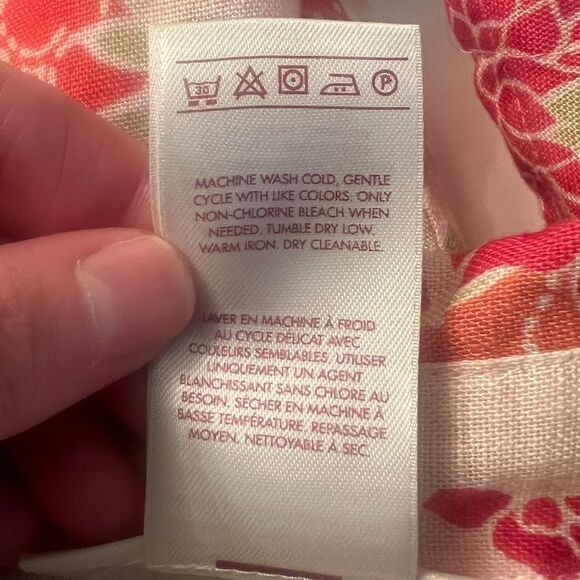 30 P
MACHINE WASH COLD, GENTLE
CYCLE WITH LIKE COLORS. ONLY
NON-CHLORINE BLEACH WHEN
NEEDED. TUMBLE DRY LOW.
WARM IRON. DRY CLEANABLE.
LAVER EN MACHINE À FROID
AU CYCLE DÉLICAT AVEC
COULEURS SEMBLABLES. UTILISER
UNIQUEMENT UN AGENT
BLANCHISSANT SANS CHLORE AU
BESOIN. SÉCHER EN MACHINE À
BASSE TEMPÉRATURE. REPASSAGE
MOYEN. NETTOYABLE À SEC.